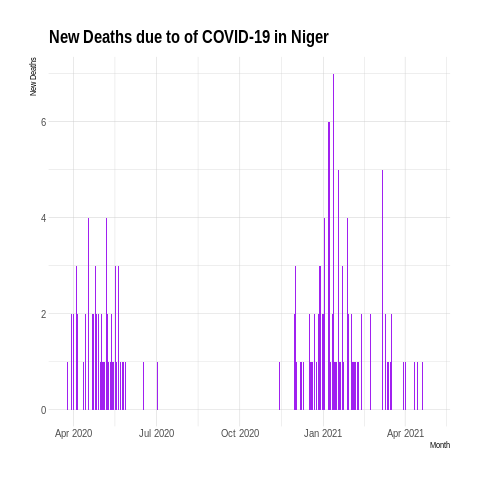 New Deaths due to of COVID-19 in Niger
New Deaths
6
4
2
0
Apr 2020 Jul 2020 Oct 2020 Jan 2021 Apr 2021
Month